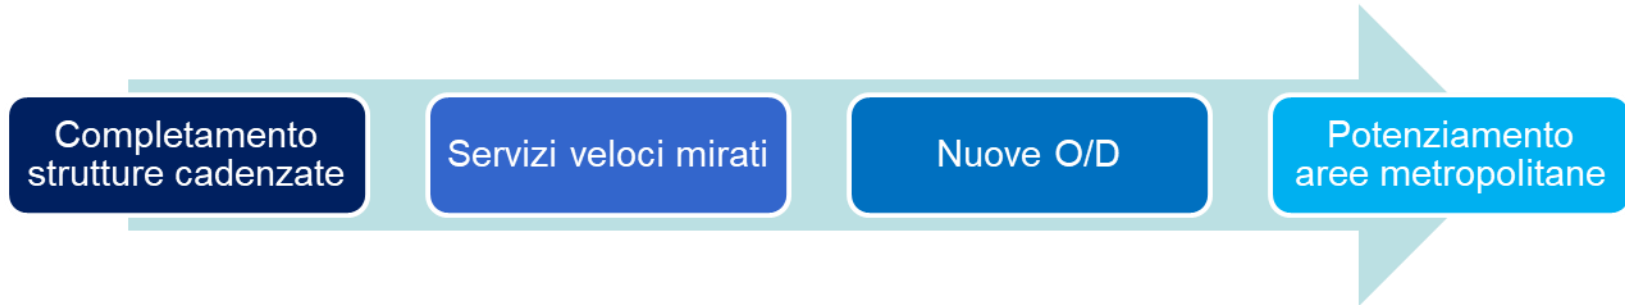 Completamento
strutture cadenzate
Servizi veloci mirati
Nuove O/D
Potenziamento
aree metropolitane